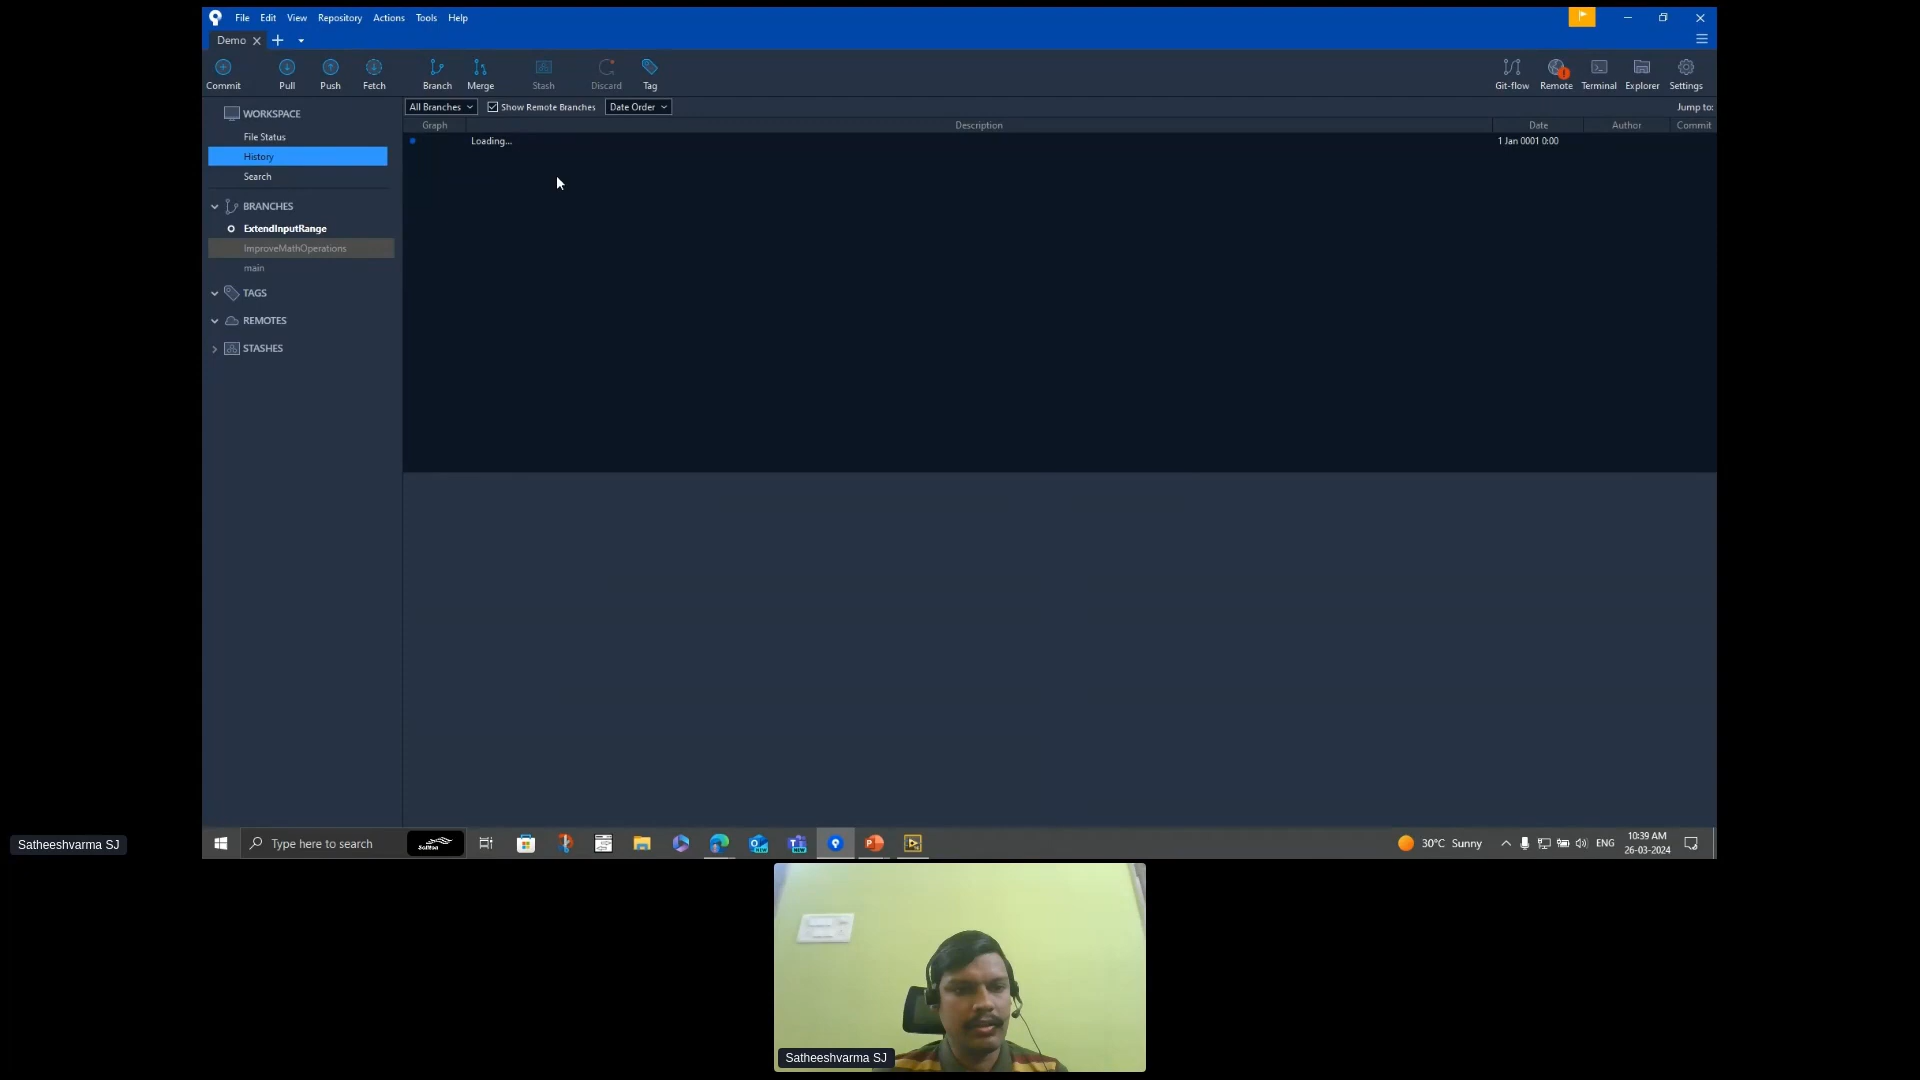 File Edit View Repository Actions Tools Help
Demo
Commit Pull Push Fetch Branch Merge Stash Discard Tag Git-flow Remote Terminal Explorer Settings
WORKSPACE
File Status
History
Search
BRANCHES
ExtendInputRange
ImproveMathOperations
main
TAGS
REMOTES
STASHES
All Branches Show Remote Branches Date Order Jump to:
Graph Description Date Author Commit
Loading... 1 Jan 0001 0:00
Type here to search
30°C Sunny
ENG
10:39 AM
26-03-2024
Satheeshvarma SJ
Satheeshvarma SJ